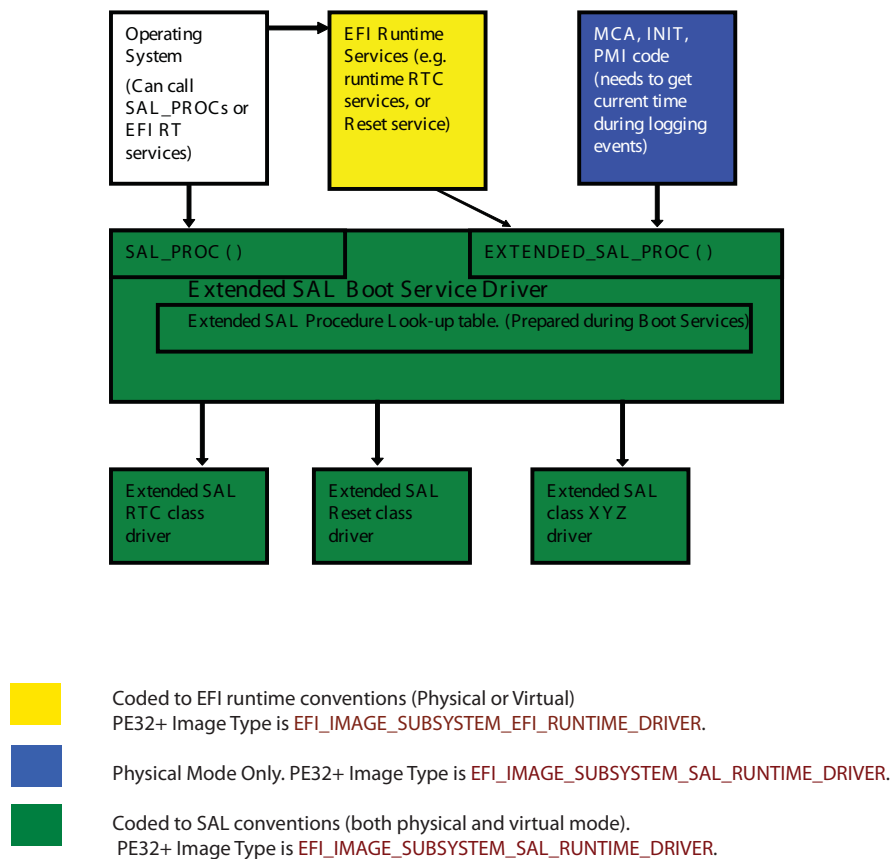 Operating
System
(Can call
SAL_PROCs or
EFI RT
services)
EFI Runtime
Services (e.g.
runtime RTC
services, or
Reset service)
MCA, INIT,
PMI code
(needs to get
current time
during logging
events)
SAL_PROC ( )
EXTENDED_SAL_PROC ( )
Extended SAL Boot Service Driver
Extended SAL Procedure Look-up table. (Prepared during Boot Services)
Extended SAL
RTC class
driver
Extended SAL
Reset class
driver
Extended SAL
class XYZ
driver
Coded to EFI runtime conventions (Physical or Virtual)
PE32+ Image Type is EFI_IMAGE_SUBSYSTEM_EFI_RUNTIME_DRIVER.
Physical Mode Only. PE32+ Image Type is EFI_IMAGE_SUBSYSTEM_SAL_RUNTIME_DRIVER.
Coded to SAL conventions (both physical and virtual mode).
PE32+ Image Type is EFI_IMAGE_SUBSYSTEM_SAL_RUNTIME_DRIVER.